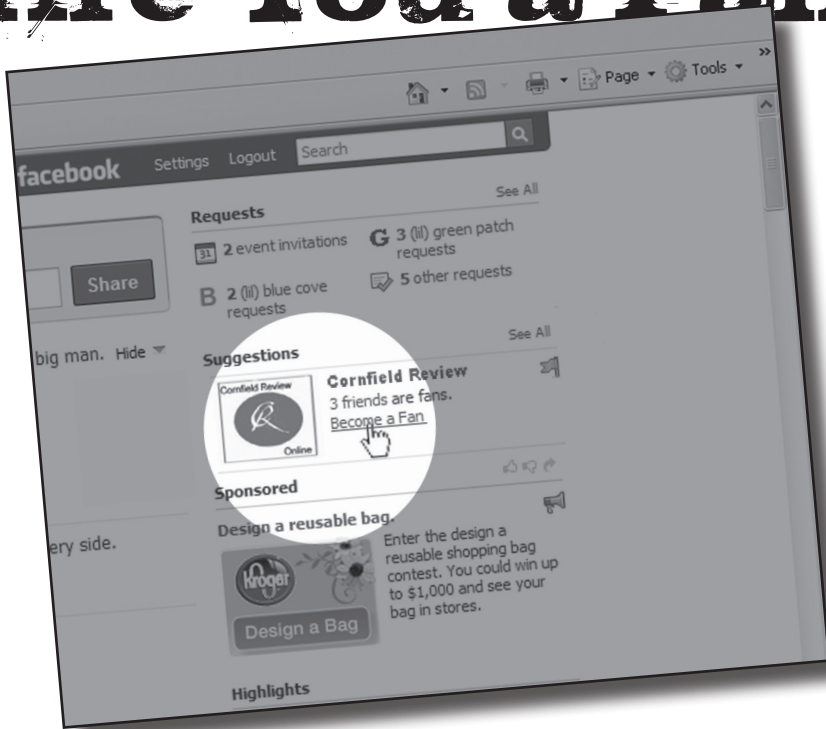 You a
Page
Tools
facebook
Settings Logout Search
Requests See All
2 event invitations
3 (lil) green patch
requests
2 (lil) blue cove
requests
5 other requests
Share
big man. Hide
Suggestions See All
Cornfield Review
Online
Cornfield Review
3 friends are fans.
Become a Fan
Sponsored
ery side.
Design a reusable bag.
Kroger
Design a Bag
Enter the design a
reusable shopping bag
contest. You could win up
to $1,000 and see your
bag in stores.
Highlights